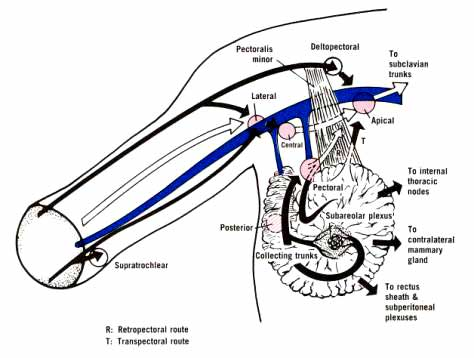 Pectoralis
minor
Deltopectoral
To
subclavian
trunks
Lateral
Apical
Central
T
R
Pectoral
To internal
thoracic
nodes
Subareolar plexus
Posterior
To
contralateral
mammary
gland
Collecting trunks
Supratrochlear
To rectus
sheath &
subperitoneal
plexuses
R: Retropectoral route
T: Transpectoral route